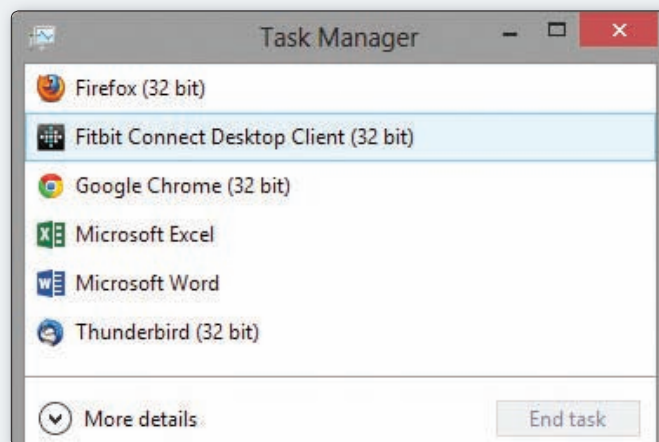 Task Manager
Firefox (32 bit)
Fitbit Connect Desktop Client (32 bit)
Google Chrome (32 bit)
Microsoft Excel
Microsoft Word
Thunderbird (32 bit)
More details
End task